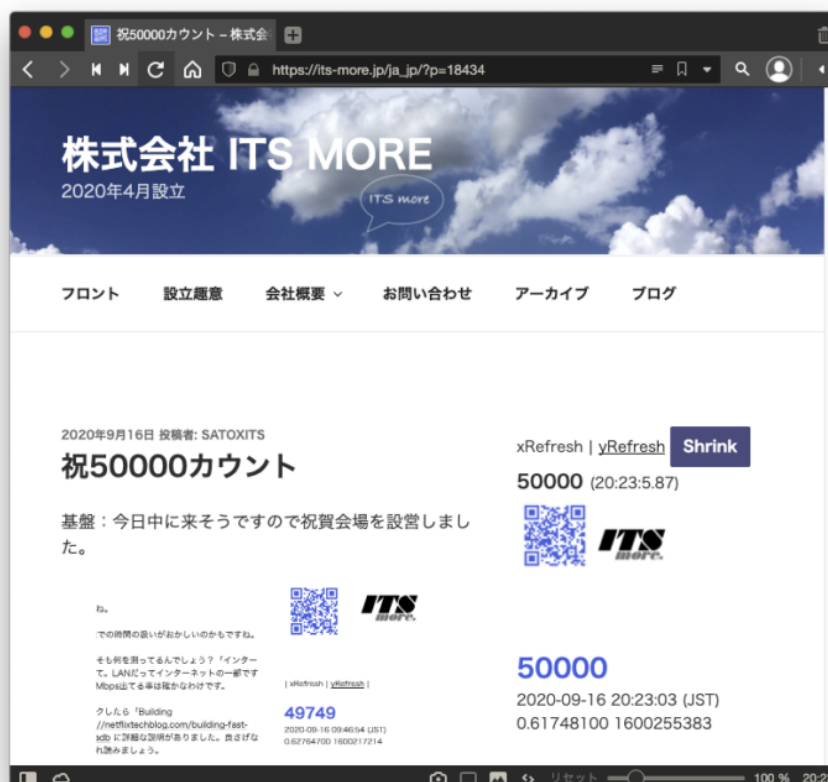 祝50000カウント – 株式会
https://its-more.jp/ja_jp/?p=18434
株式会社 ITS MORE
2020年4月設立
ITS more
フロント 設立趣意 会社概要 お問い合わせ アーカイブ ブログ
2020年9月16日 投稿者: SATOXITS
祝50000カウント
基盤：今日中に来そうですので祝賀会場を設営しまし
た。
ね。
での時間の扱いがおかしいのかもですね。
そも何を測ってるんでしょう？「インター
て。LANだってインターネットの一部です
Mbps出てる事は確かなわけです。
クしたら「Building
//netflixtechblog.com/building-fast-
sdb に詳細な説明がありました。良さげな
れ読みましょう。
ITS
more.
| xRefresh | yRefresh |
49749
2020-09-16 09:46:54 (JST)
0.62764700 1600217214
xRefresh | yRefresh Shrink
50000 (20:23:5.87)
ITS
more.
50000
2020-09-16 20:23:03 (JST)
0.61748100 1600255383
リセット 100 %